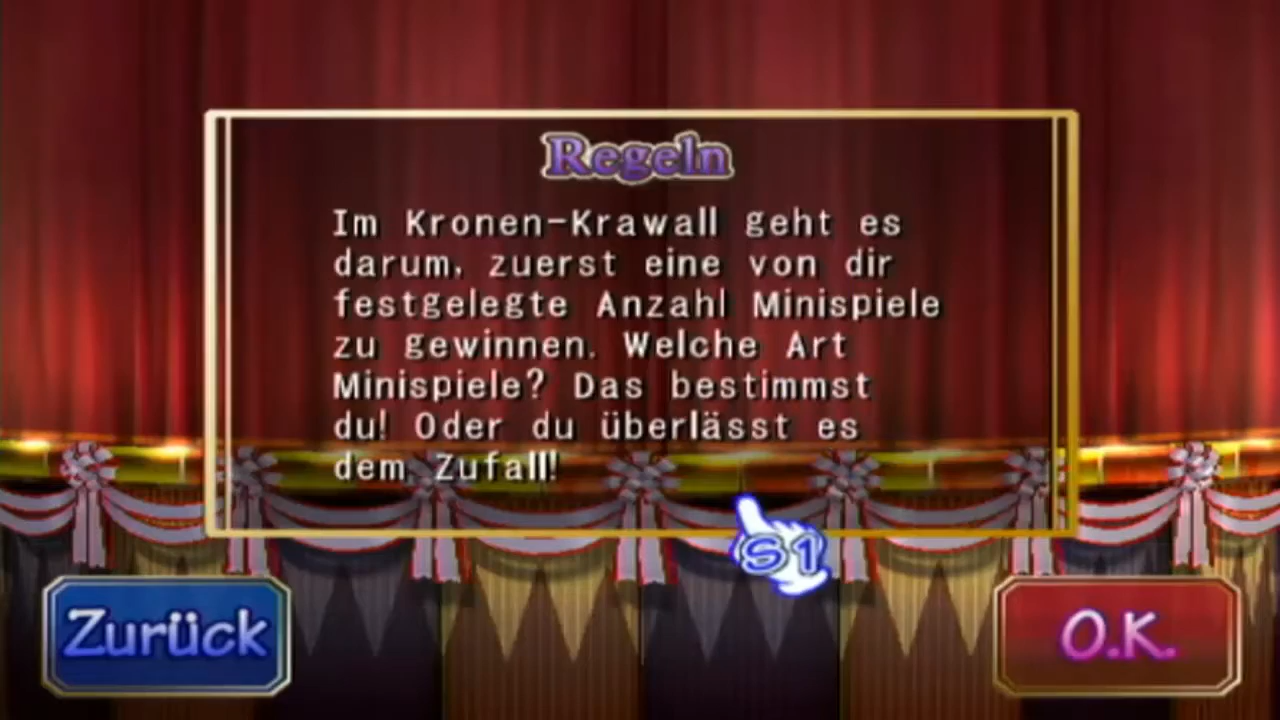 Regeln
Im Kronen-Krawall geht es
darum, zuerst eine von dir
festgelegte Anzahl Minispiele
zu gewinnen. Welche Art
Minispiele? Das bestimmst
du! Oder du überlässt es
dem Zufall!
S1
Zurück
O.K.